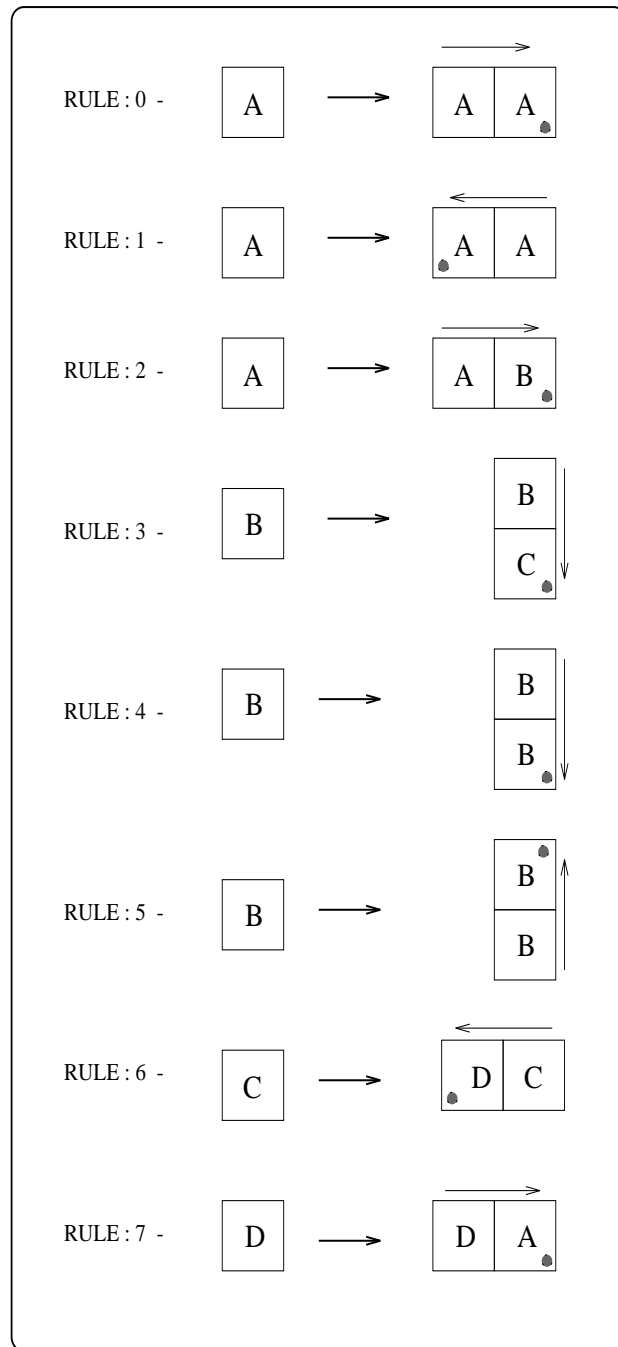 RULE:0 - A A A
RULE:1 - A A A
RULE:2 - A A B
RULE:3 - B B
C
RULE:4 - B B
B
RULE:5 - B B
B
RULE:6 - C D C
RULE:7 - D D A